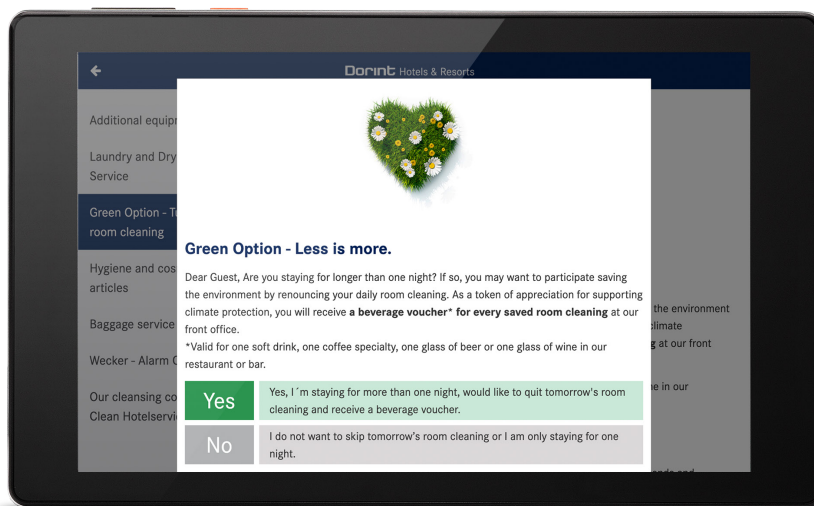 Dorint Hotels & Resorts
Additional equipr
Laundry and Dry
Service
Green Option - T
room cleaning
Hygiene and cos
articles
Baggage service
Wecker - Alarm C
Our cleansing co
Clean Hotelservi
Green Option - Less is more.
Dear Guest, Are you staying for longer than one night? If so, you may want to participate saving
the environment by renouncing your daily room cleaning. As a token of appreciation for supporting
climate protection, you will receive a beverage voucher* for every saved room cleaning at our
front office.
*Valid for one soft drink, one coffee specialty, one glass of beer or one glass of wine in our
restaurant or bar.
Yes
Yes, I´m staying for more than one night, would like to quit tomorrow's room
cleaning and receive a beverage voucher.
No
I do not want to skip tomorrow's room cleaning or I am only staying for one
night.
the environment
climate
g at our front
ne in our